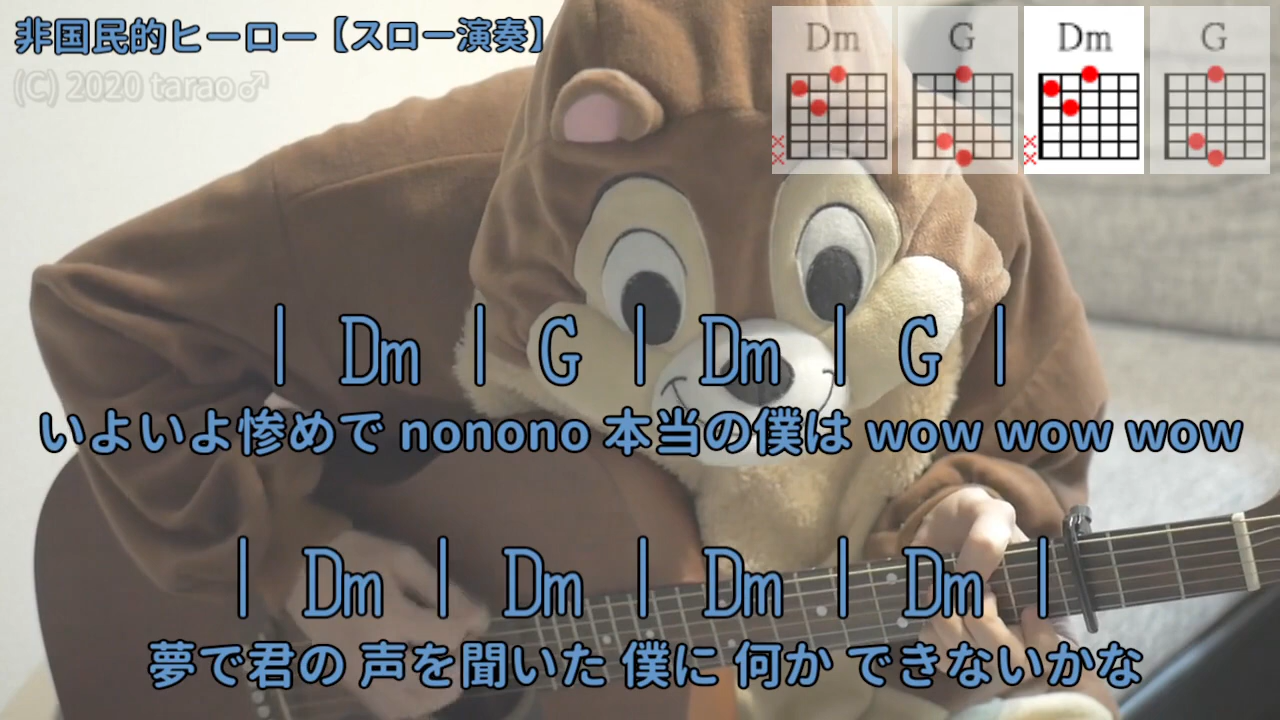 非国民的ヒーロー【スロー演奏】
(C) 2020 tarao♂
Dm G Dm G
| Dm | G | Dm | G |
いよいよ惨めで nonono 本当の僕は wow wow wow
| Dm | Dm | Dm | Dm |
夢で君の 声を聞いた 僕に 何か できないかな